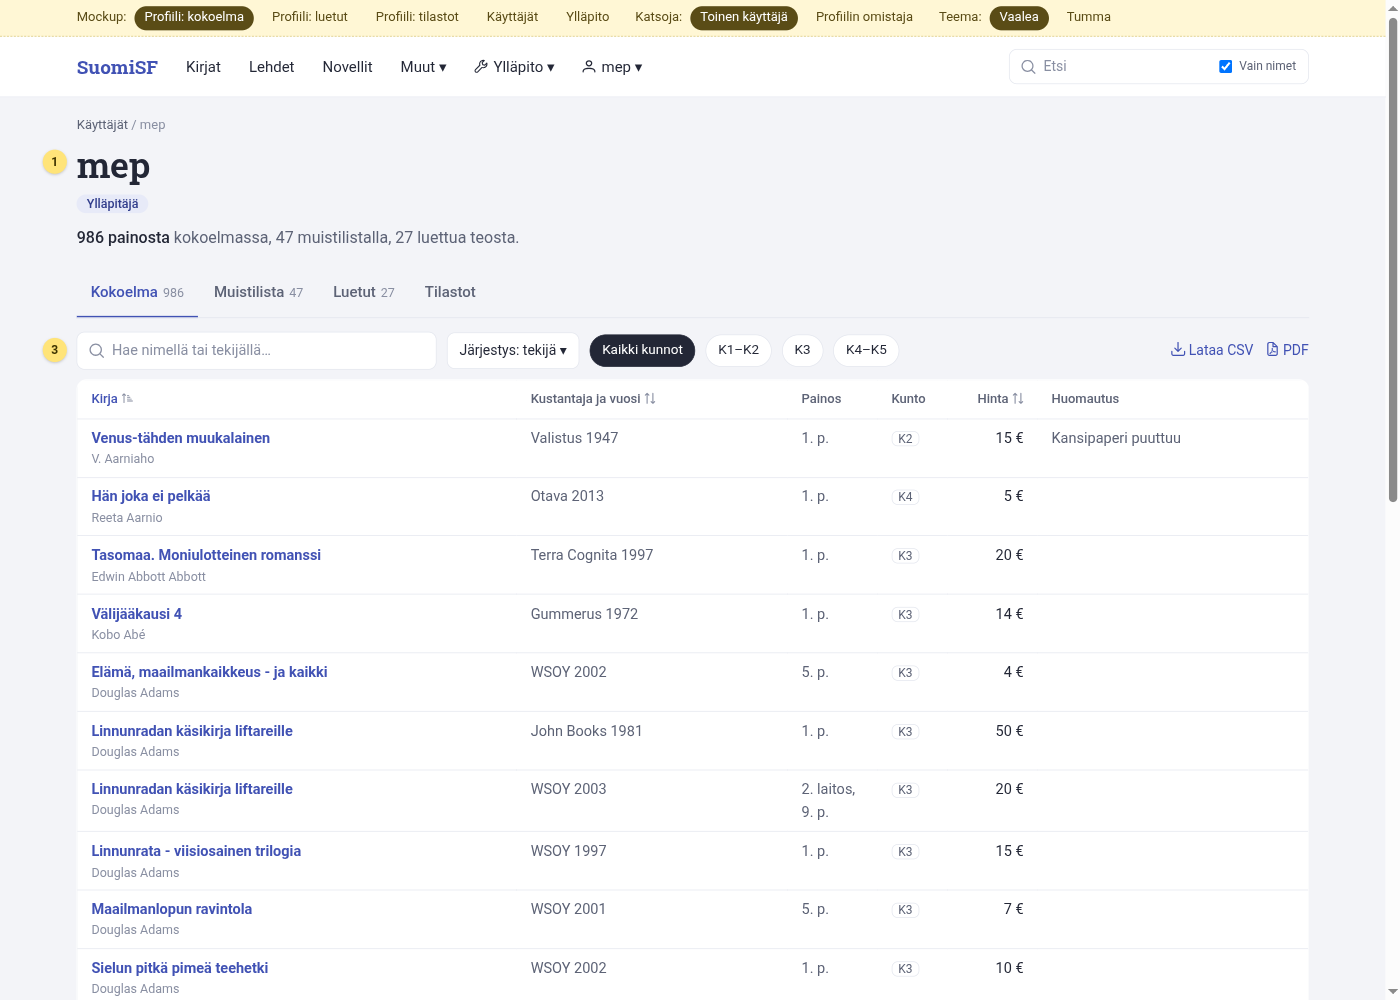 Mockup: Profiili: kokoelma Profiili: luetut Profiili: tilastot Käyttäjät Ylläpito Katsoja: Toinen käyttäjä Profiilin omistaja Teema: Vaalea Tumma
SuomiSF Kirjat Lehdet Novellit Muut ▾ Ylläpito ▾ mep ▾ Etsi Vain nimet
Käyttäjät / mep
1 mep
Ylläpitäjä
986 painosta kokoelmassa, 47 muistilistalla, 27 luettua teosta.
Kokoelma 986 Muistilista 47 Luetut 27 Tilastot
3 Hae nimellä tai tekijällä... Järjestys: tekijä ▾ Kaikki kunnot K1–K2 K3 K4–K5 Lataa CSV PDF
Kirja Kustantaja ja vuosi Painos Kunto Hinta Huomautus
Venus-tähden muukalainen Valistus 1947 1. p. K2 15 € Kansipaperi puuttuu
V. Aarniaho
Hän joka ei pelkää Otava 2013 1. p. K4 5 €
Reeta Aarnio
Tasomaa. Moniulotteinen romanssi Terra Cognita 1997 1. p. K3 20 €
Edwin Abbott Abbott
Välijääkausi 4 Gummerus 1972 1. p. K3 14 €
Kobo Abé
Elämä, maailmankaikkeus - ja kaikki WSOY 2002 5. p. K3 4 €
Douglas Adams
Linnunradan käsikirja liftareille John Books 1981 1. p. K3 50 €
Douglas Adams
Linnunradan käsikirja liftareille WSOY 2003 2. laitos, K3 20 €
Douglas Adams 9. p.
Linnunrata - viisiosainen trilogia WSOY 1997 1. p. K3 15 €
Douglas Adams
Maailmanlopun ravintola WSOY 2001 5. p. K3 7 €
Douglas Adams
Sielun pitkä pimeä teehetki WSOY 2002 1. p. K3 10 €
Douglas Adams